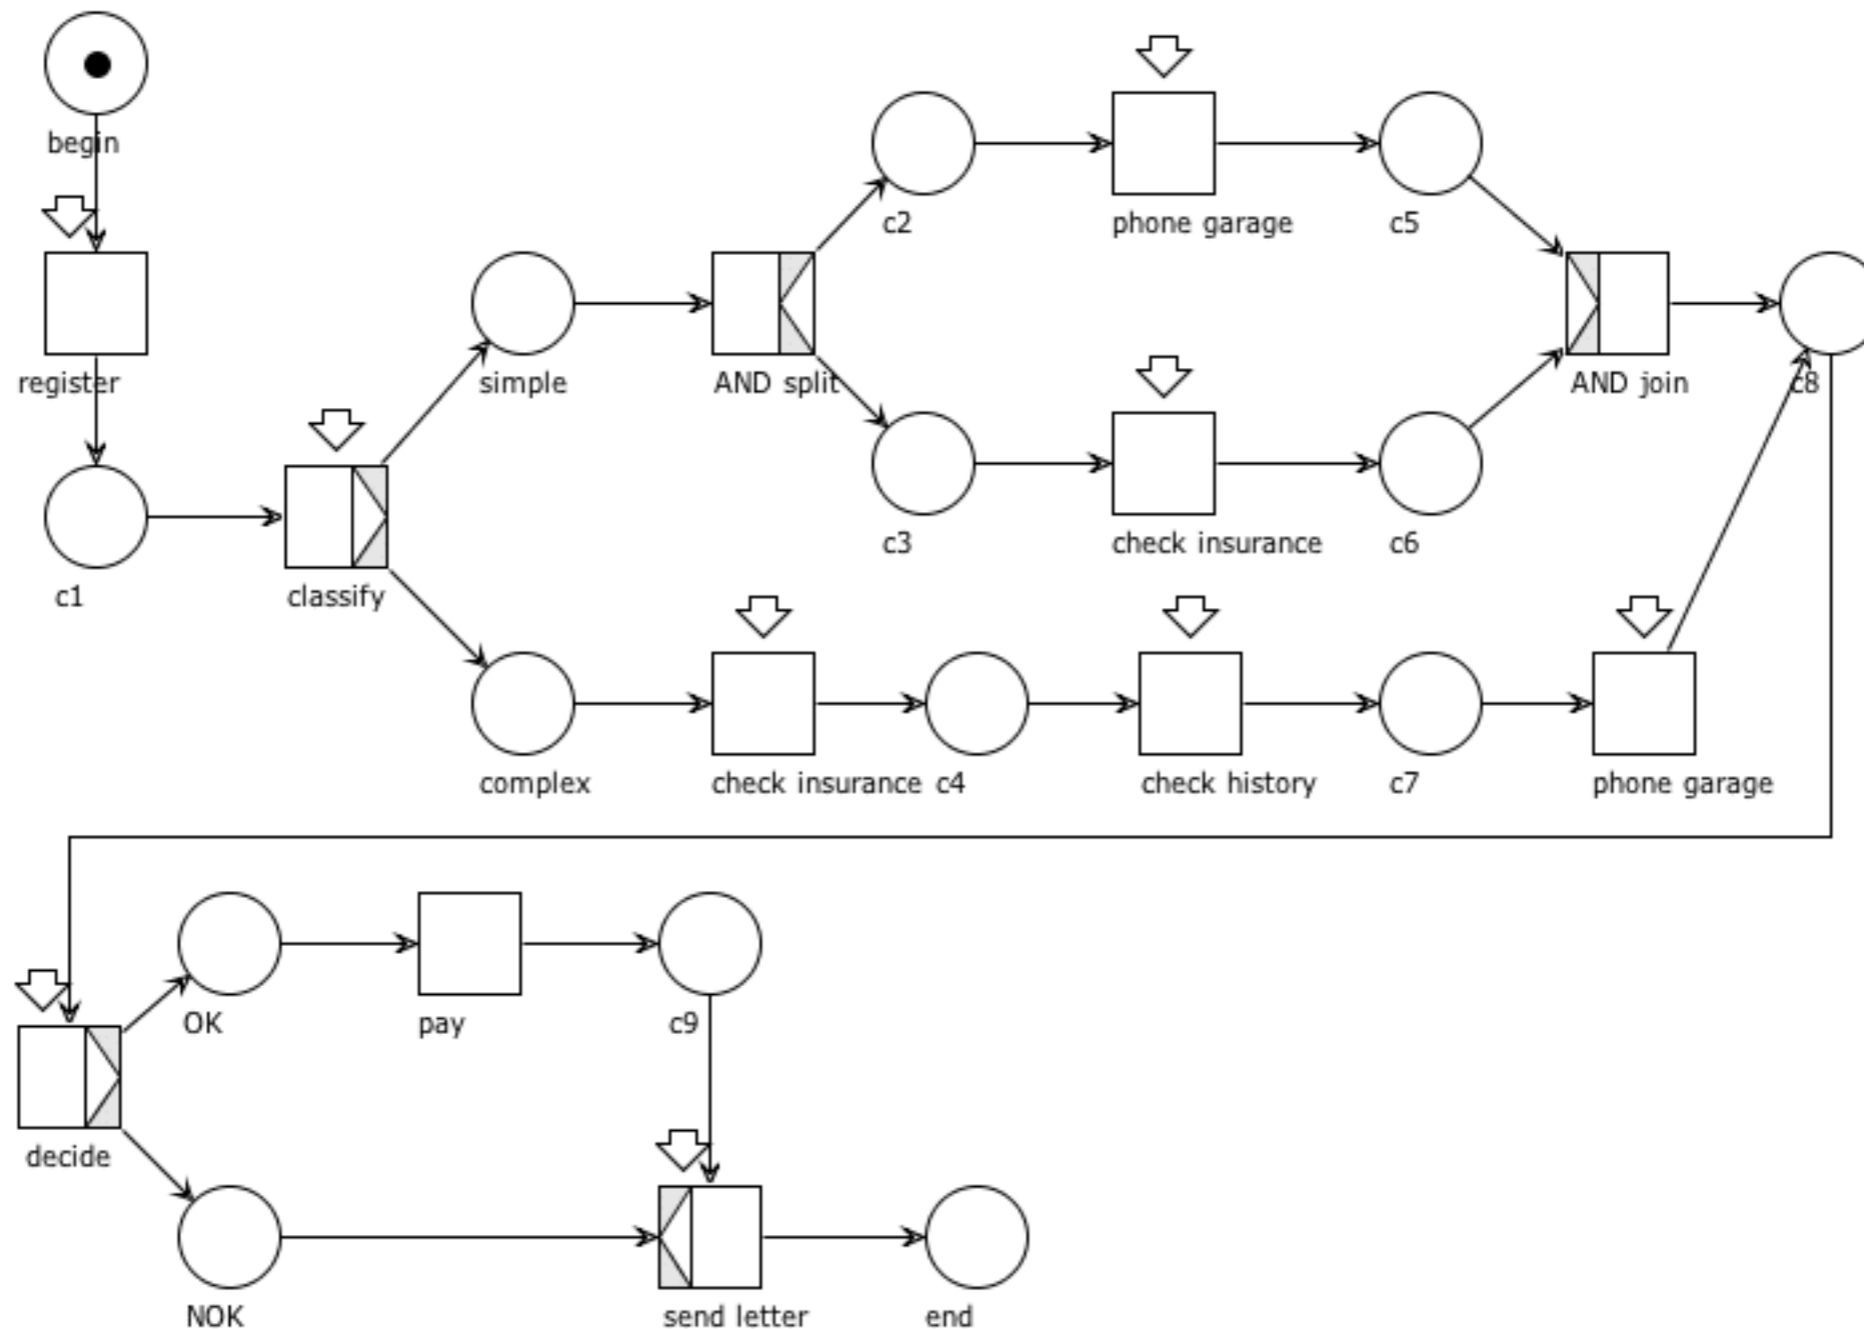 begin
c2
phone garage
c5
register
simple
AND split
AND join
c8
c3
check insurance
c6
c1
classify
complex
check insurance
c4
check history
c7
phone garage
OK
pay
c9
decide
NOK
send letter
end